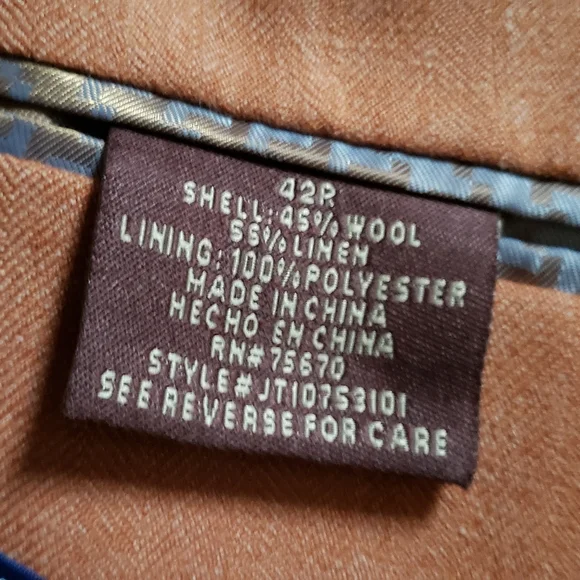 42R
SHELL: 45% WOOL
55% LINEN
LINING: 100% POLYESTER
MADE IN CHINA
HECHO EN CHINA
RN# 75670
STYLE# JT10753101
SEE REVERSE FOR CARE